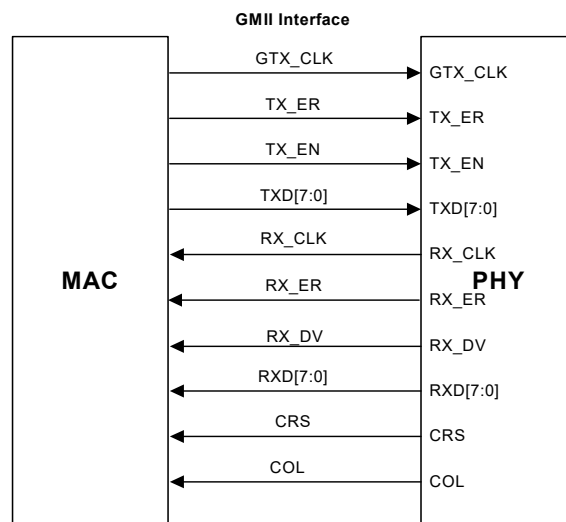 GMII Interface
GTX_CLK GTX_CLK
TX_ER TX_ER
TX_EN TX_EN
TXD[7:0] TXD[7:0]
RX_CLK RX_CLK
MAC PHY
RX_ER RX_ER
RX_DV RX_DV
RXD[7:0] RXD[7:0]
CRS CRS
COL COL